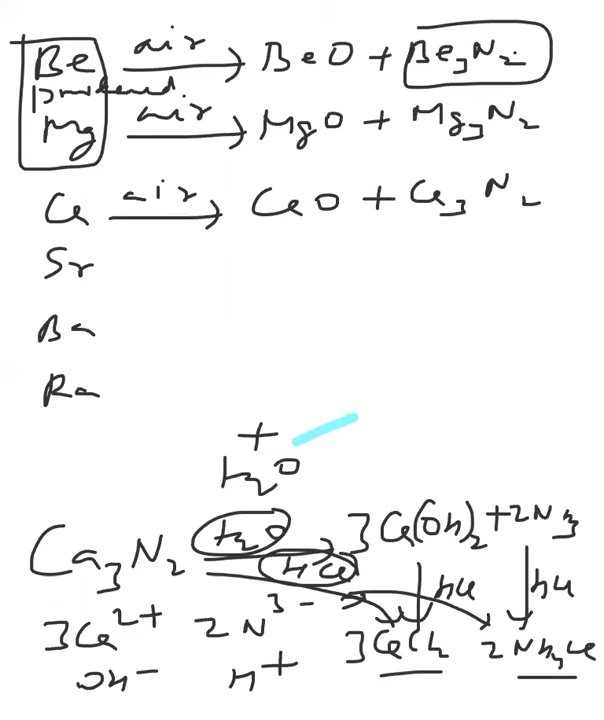 Be air → BeO + Be3N2
powdered
Mg air → MgO + Mg3N2
Ca air → CaO + Ca3N2
Sr
Ba
Ra
+
H2O
Ca3N2 H2O → 3Ca(OH)2 + 2NH3
HCl
HCl HCl
3Ca2+ 2N3- 3CaCl2 2NH4Cl
OH- H+